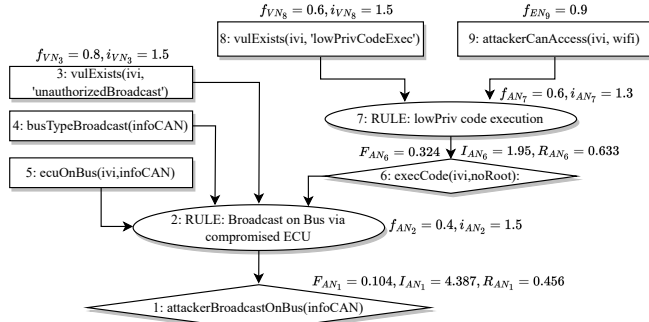 f_{VN_8} = 0.6, i_{VN_8} = 1.5
f_{EN_9} = 0.9
8: vulExists(ivi, 'lowPrivCodeExec')
9: attackerCanAccess(ivi, wifi)
f_{VN_3} = 0.8, i_{VN_3} = 1.5
3: vulExists(ivi,
'unauthorizedBroadcast')
f_{AN_7} = 0.6, i_{AN_7} = 1.3
7: RULE: lowPriv code execution
4: busTypeBroadcast(infoCAN)
F_{AN_6} = 0.324
I_{AN_6} = 1.95, R_{AN_6} = 0.633
5: ecuOnBus(ivi,infoCAN)
6: execCode(ivi,noRoot):
2: RULE: Broadcast on Bus via
compromised ECU
f_{AN_2} = 0.4, i_{AN_2} = 1.5
F_{AN_1} = 0.104, I_{AN_1} = 4.387, R_{AN_1} = 0.456
1: attackerBroadcastOnBus(infoCAN)